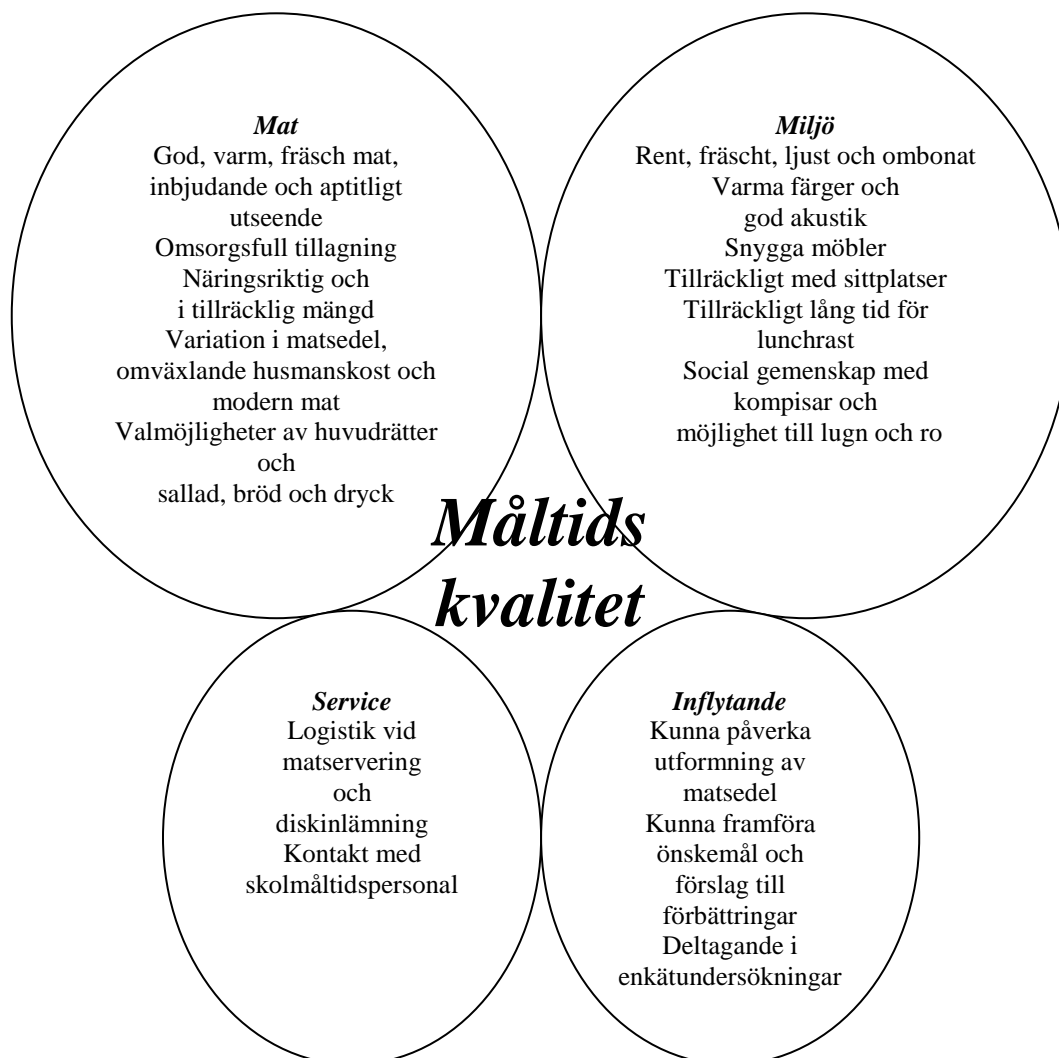 Mat
God, varm, fräsch mat,
inbjudande och aptitligt
utseende
Omsorgsfull tillagning
Näringsriktig och
i tillräcklig mängd
Variation i matsedel,
omväxlande husmanskost och
modern mat
Valmöjligheter av huvudrätter
och
sallad, bröd och dryck
Miljö
Rent, fräscht, ljust och ombonat
Varma färger och
god akustik
Snygga möbler
Tillräckligt med sittplatser
Tillräckligt lång tid för
lunchrast
Social gemenskap med
kompisar och
möjlighet till lugn och ro
Måltids
kvalitet
Service
Logistik vid
matservering
och
diskinlämning
Kontakt med
skolmåltidspersonal
Inflytande
Kunna påverka
utformning av
matsedel
Kunna framföra
önskemål och
förslag till
förbättringar
Deltagande i
enkätundersökningar